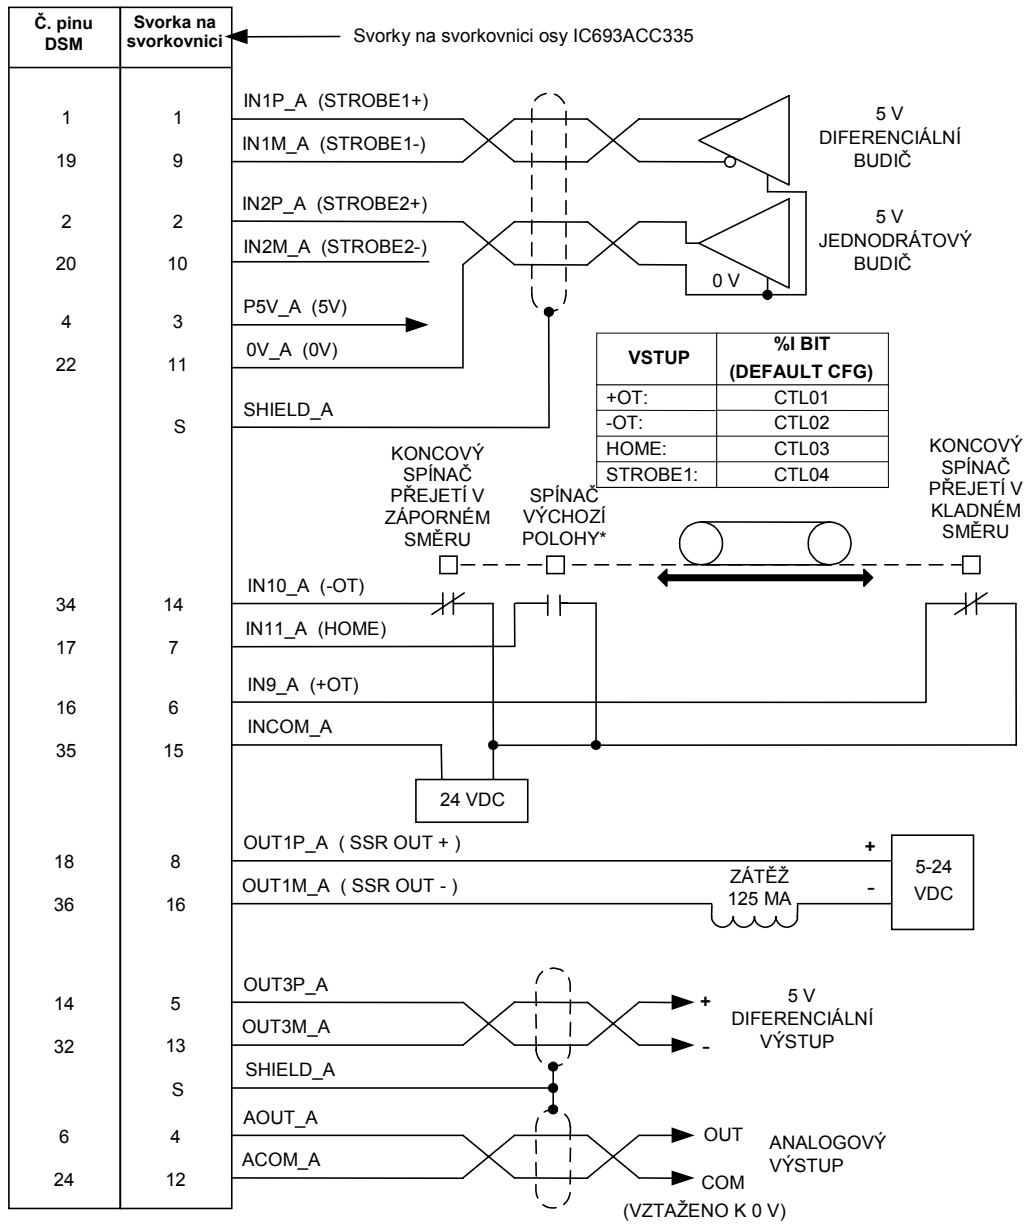 Č. pinu
DSM
Svorka na
svorkovnici
Svorky na svorkovnici osy IC693ACC335
1 1 IN1P_A (STROBE1+)
19 9 IN1M_A (STROBE1-)
5 V
DIFERENCIÁLNÍ
BUDIČ
2 2 IN2P_A (STROBE2+)
20 10 IN2M_A (STROBE2-)
5 V
JEDNODRÁTOVÝ
BUDIČ
0 V
4 3 P5V_A (5V)
22 11 0V_A (0V)
S SHIELD_A
VSTUP %I BIT
(DEFAULT CFG)
+OT: CTL01
-OT: CTL02
HOME: CTL03
STROBE1: CTL04
KONCOVÝ
SPÍNAČ
PŘEJETÍ V
ZÁPORNÉM
SMĚRU
SPÍNAČ
VÝCHOZÍ
POLOHY*
KONCOVÝ
SPÍNAČ
PŘEJETÍ V
KLADNÉM
SMĚRU
34 14 IN10_A (-OT)
17 7 IN11_A (HOME)
16 6 IN9_A (+OT)
35 15 INCOM_A
24 VDC
18 8 OUT1P_A ( SSR OUT + )
+
36 16 OUT1M_A ( SSR OUT - )
-
ZÁTĚŽ
125 MA
5-24
VDC
14 5 OUT3P_A
+
32 13 OUT3M_A
-
5 V
DIFERENCIÁLNÍ
VÝSTUP
S SHIELD_A
6 4 AOUT_A
OUT
24 12 ACOM_A
COM
ANALOGOVÝ
VÝSTUP
(VZTAŽENO K 0 V)